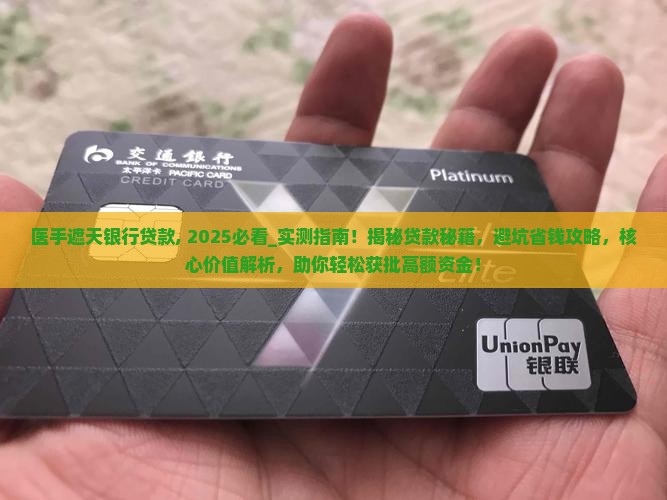 交通銀行
BANK OF COMMUNICATIONS
太平洋卡 PACIFIC CARD
CREDIT CARD
Platinum
医手遮天银行贷款, 2025必看_实测指南！揭秘贷款秘籍，避坑省钱攻略，核
心价值解析，助你轻松获批高额资金！
Elite
UnionPay
银联